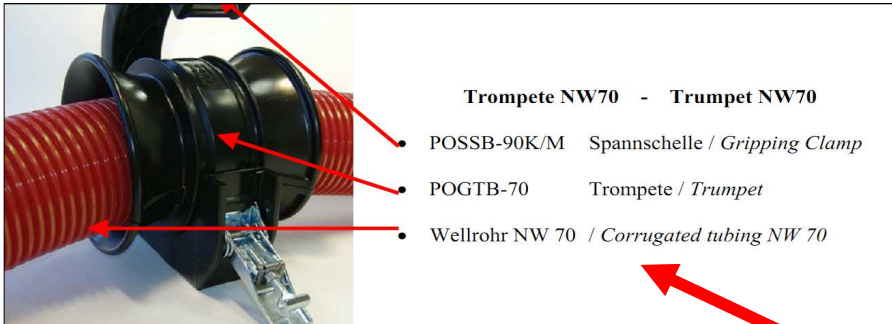 Trompete NW70 - Trumpet NW70
• POSSB-90K/M Spannschelle / Gripping Clamp
• POGTB-70 Trompete / Trumpet
• Wellrohr NW 70 / Corrugated tubing NW 70